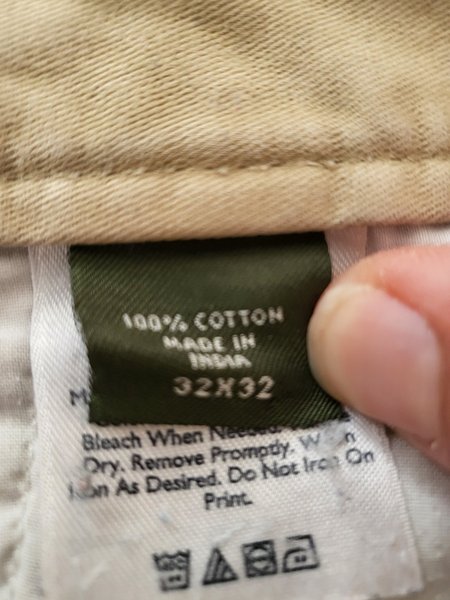 100% COTTON
MADE IN
INDIA
32X32
M
Bleach When Needed.
Dry. Remove Promptly. W
Iron As Desired. Do Not Iron On
Print.